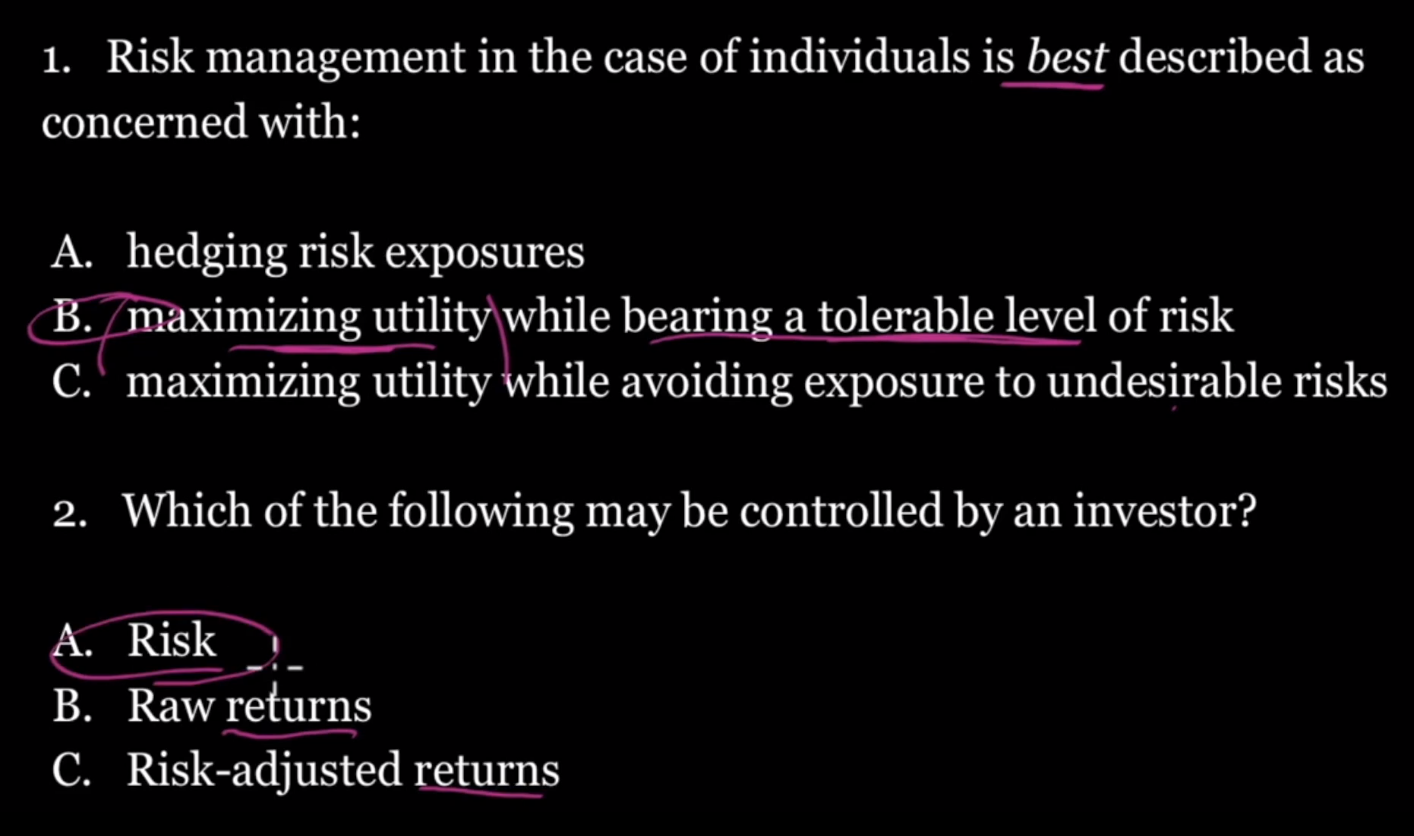 1. Risk management in the case of individuals is best described as
concerned with:
A. hedging risk exposures
B. maximizing utility while bearing a tolerable level of risk
C. maximizing utility while avoiding exposure to undesirable risks
2. Which of the following may be controlled by an investor?
A. Risk
B. Raw returns
C. Risk-adjusted returns